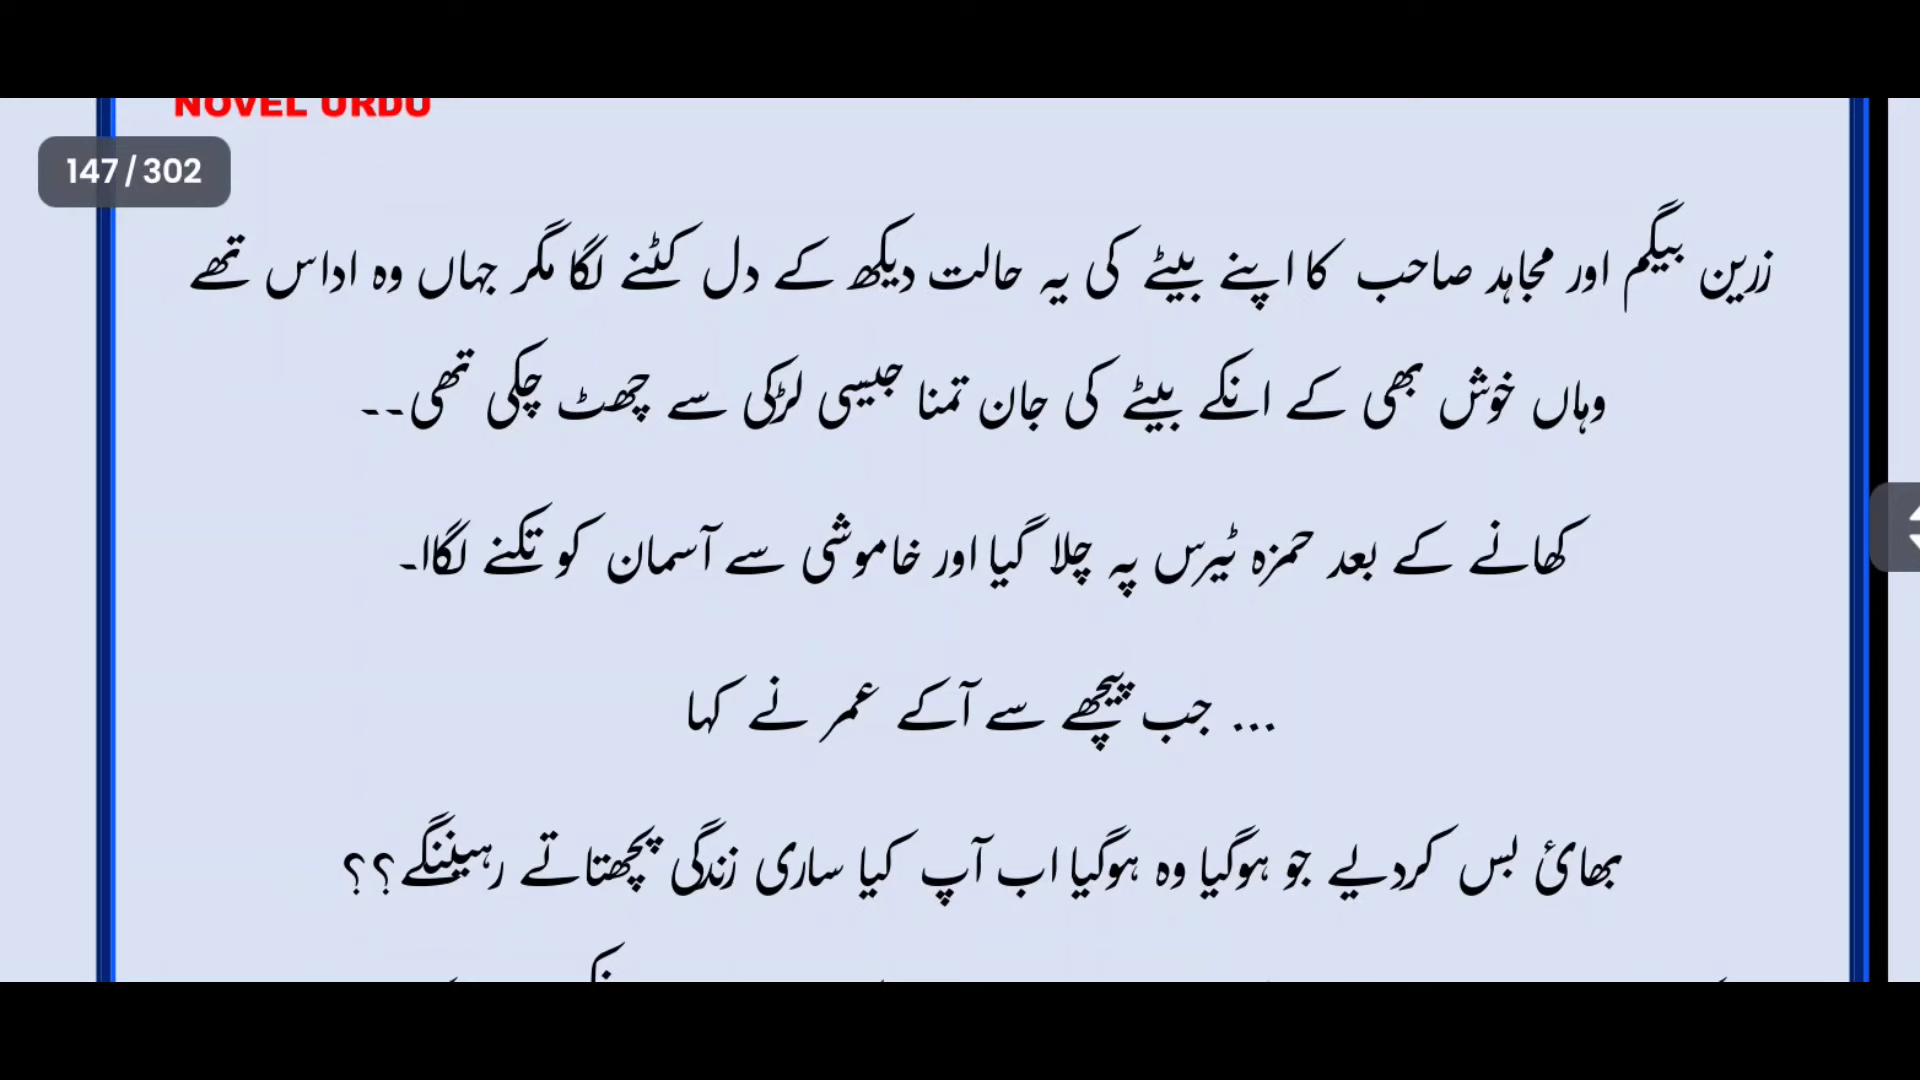 NOVEL URDU
147/302
زرین بیگم اور مجاہد صاحب کا اپنے بیٹے کی یہ حالت دیکھ کے دل کٹنے لگا مگر جہاں وہ اداس تھے
وہاں خوش بھی کے انکے بیٹے کی جان تمنا جیسی لڑکی سے چھٹ چکی تھی۔۔
کھانے کے بعد حمزہ ٹیرس پہ چلا گیا اور خاموشی سے آسمان کو تکنے لگاا۔
... جب پیچھے سے آکے عمر نے کہا
بھائ بس کردیے جو ہوگیا وہ ہوگیا اب آپ کیا ساری زندگی پچھتاتے رہیننگے؟؟